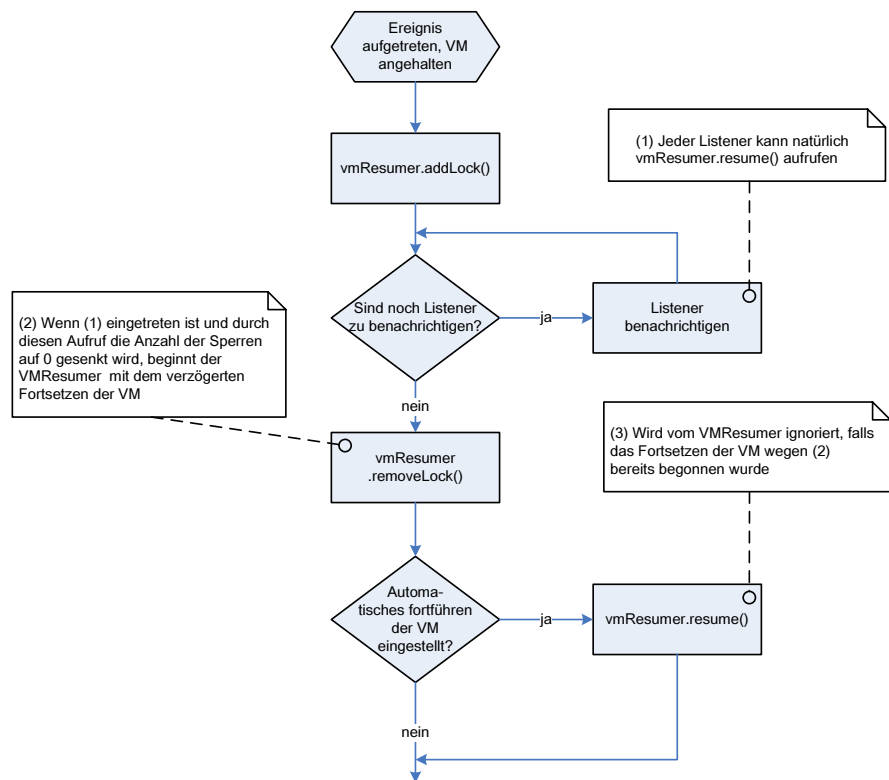 Ereignis
aufgetreten, VM
angehalten
vmResumer.addLock()
(1) Jeder Listener kann natürlich
vmResumer.resume() aufrufen
Sind noch Listener
zu benachrichtigen?
ja
Listener
benachrichtigen
(2) Wenn (1) eingetreten ist und durch
diesen Aufruf die Anzahl der Sperren
auf 0 gesenkt wird, beginnt der
VMResumer mit dem verzögerten
Fortsetzen der VM
nein
vmResumer
.removeLock()
(3) Wird vom VMResumer ignoriert, falls
das Fortsetzen der VM wegen (2)
bereits begonnen wurde
Automa-
tisches fortführen
der VM
eingestellt?
ja
vmResumer.resume()
nein